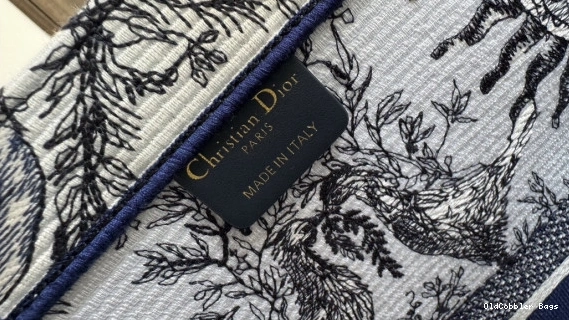 Christian Dior
PARIS
MADE IN ITALY
OldCobbler Bags